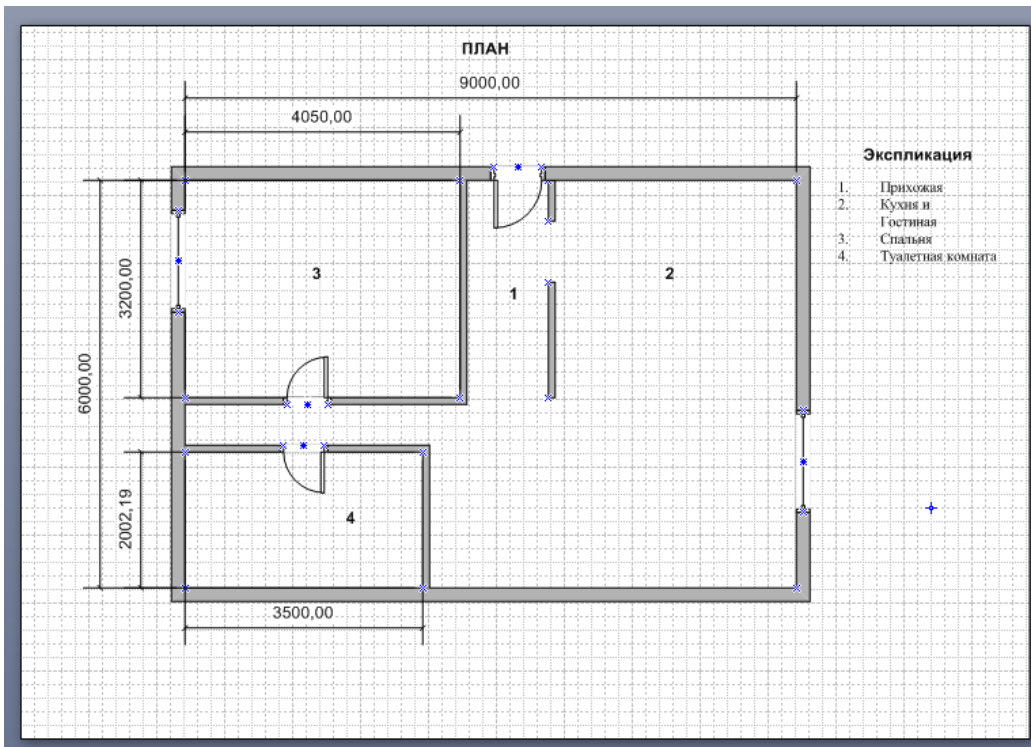 ПЛАН
9000,00
4050,00
Экспликация
1. Прихожая
2. Кухня и
Гостиная
3. Спальня
4. Туалетная комната
3200,00
3
2
1
6000,00
2002,19
4
3500,00